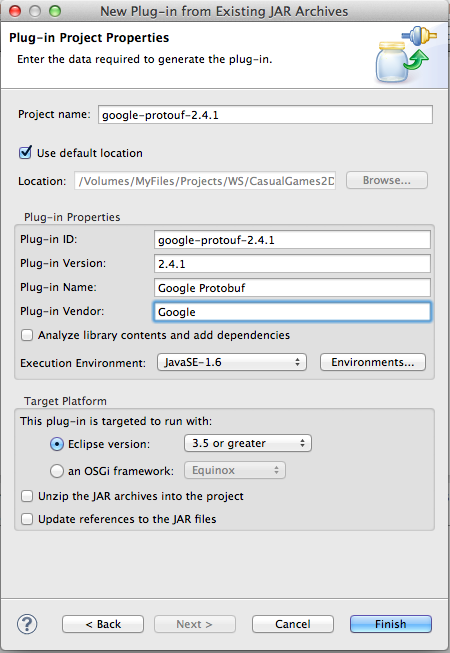 New Plug-in from Existing JAR Archives
Plug-in Project Properties
Enter the data required to generate the plug-in.
Project name: google-protouf-2.4.1
Use default location
Location: /Volumes/MyFiles/Projects/WS/CasualGames2D Browse...
Plug-in Properties
Plug-in ID: google-protouf-2.4.1
Plug-in Version: 2.4.1
Plug-in Name: Google Protobuf
Plug-in Vendor: Google
Analyze library contents and add dependencies
Execution Environment: JavaSE-1.6 Environments...
Target Platform
This plug-in is targeted to run with:
Eclipse version: 3.5 or greater
an OSGi framework: Equinox
Unzip the JAR archives into the project
Update references to the JAR files
? < Back Next > Cancel Finish